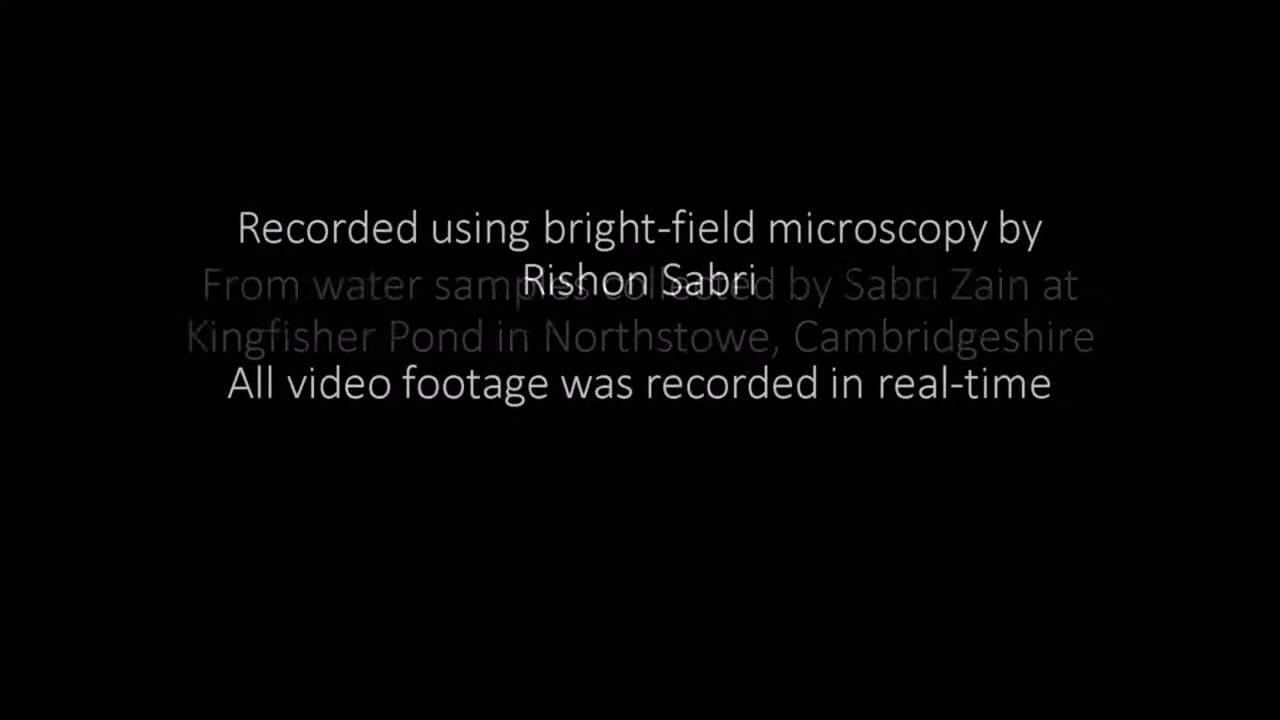 Recorded using bright-field microscopy by
Rishon Sabri
From water samples collected by Sabri Zain at
Kingfisher Pond in Northstowe, Cambridgeshire
All video footage was recorded in real-time